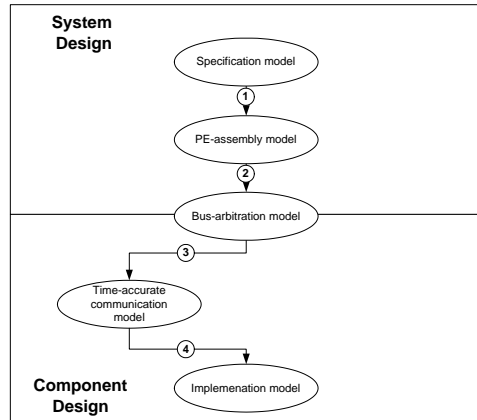 System
Design
Specification model
1
PE-assembly model
2
Bus-arbitration model
3
Time-accurate
communication
model
4
Implemenation model
Component
Design